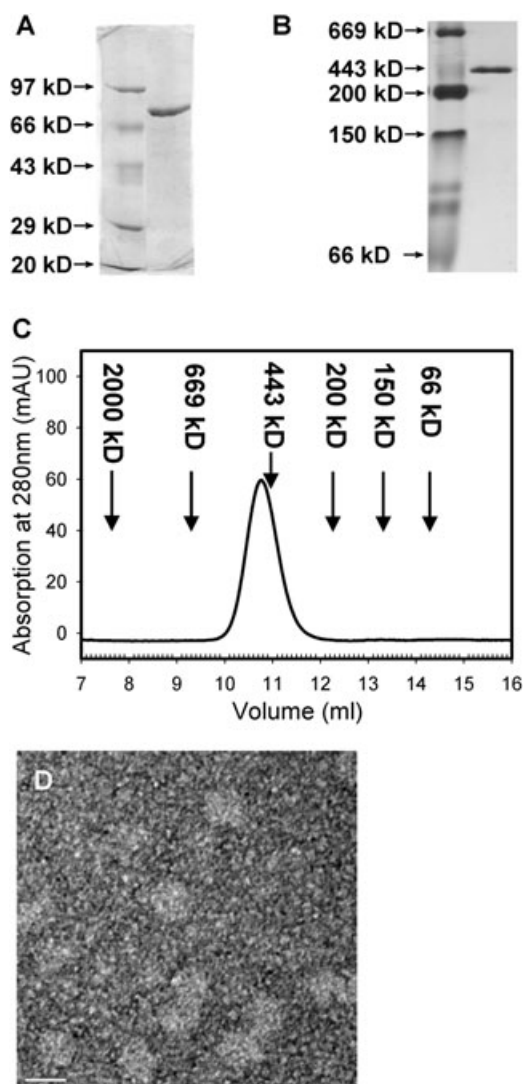 A
97 kD
66 kD
43 kD
29 kD
20 kD
B
669 kD
443 kD
200 kD
150 kD
66 kD
C
2000 kD
669 kD
443 kD
200 kD
150 kD
66 kD
Absorption at 280nm (mAU)
100
80
60
40
20
0
7 8 9 10 11 12 13 14 15 16
Volume (ml)
D